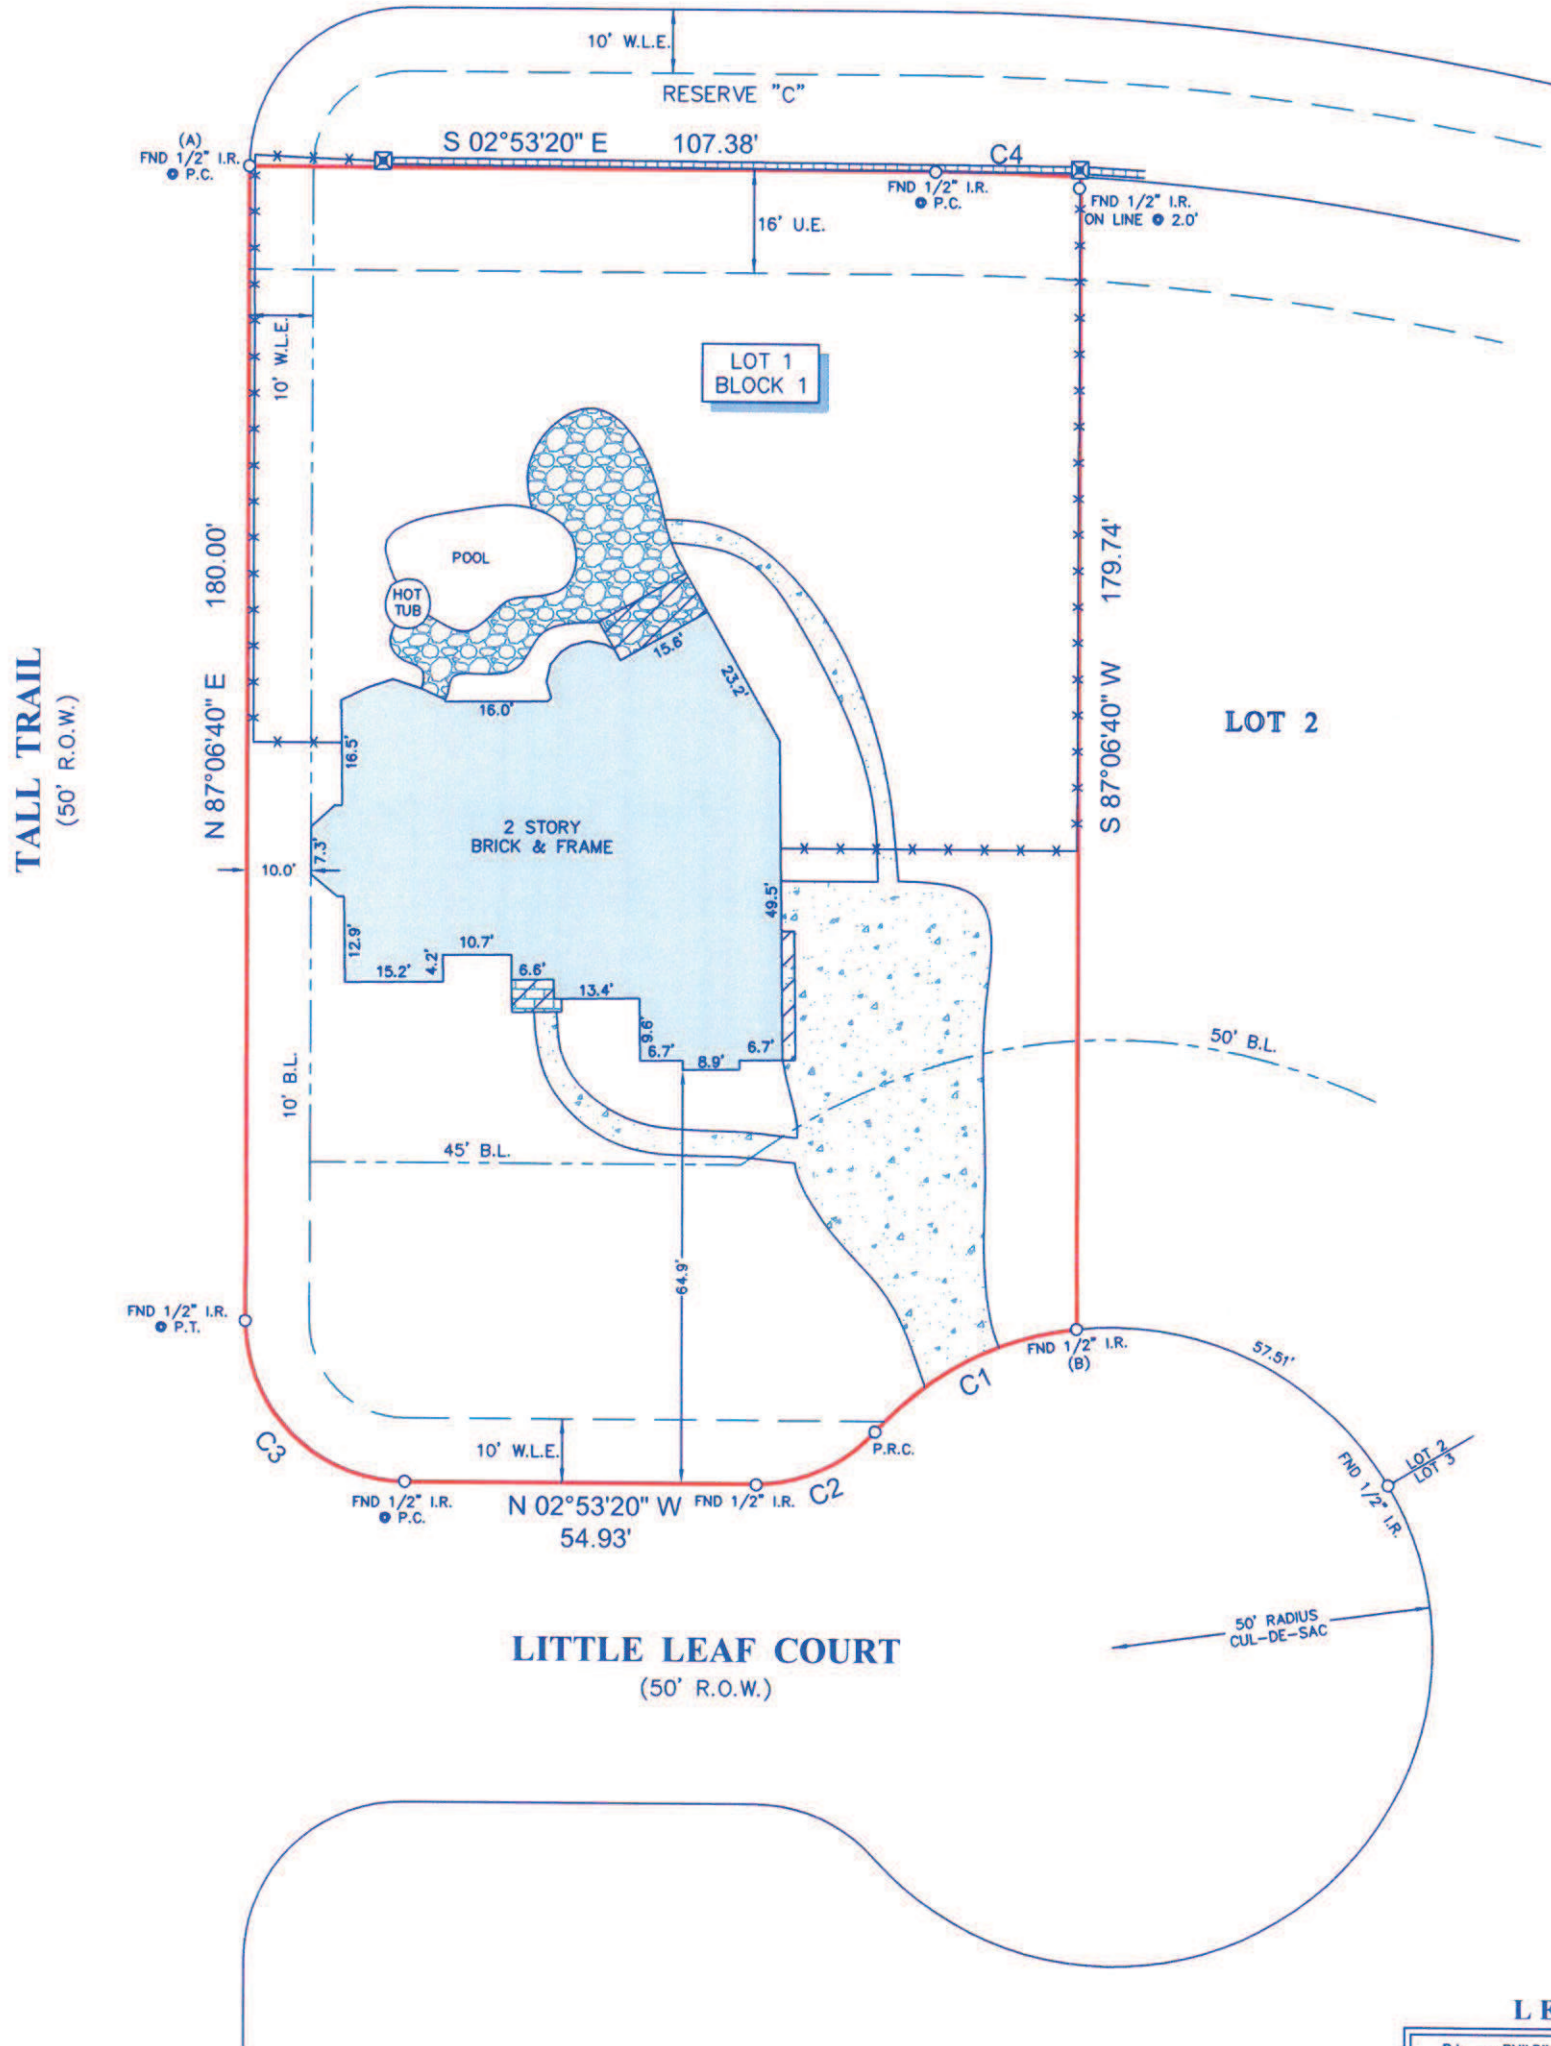 10' W.L.E.
RESERVE "C"
(A)
FND 1/2" I.R.
@ P.C.
S 02°53'20" E 107.38'
C4
FND 1/2" I.R.
@ P.C.
FND 1/2" I.R.
ON LINE @ 2.0'
16' U.E.
10' W.L.E.
LOT 1
BLOCK 1
N 87°06'40" E 180.00'
S 87°06'40" W 179.74'
TALL TRAIL
(50' R.O.W.)
POOL
HOT
TUB
15.6'
23.2'
16.0'
16.5'
LOT 2
2 STORY
BRICK & FRAME
7.3'
10.0'
49.5'
12.9'
10.7'
15.2'
4.2'
6.6'
13.4'
9.6'
6.7'
8.9'
6.7'
50' B.L.
10' B.L.
45' B.L.
64.9'
FND 1/2" I.R.
@ P.T.
FND 1/2" I.R.
(B)
57.51'
C1
C3
10' W.L.E.
P.R.C.
LOT 2
LOT 3
FND 1/2" I.R.
C2
FND 1/2" I.R.
@ P.C.
N 02°53'20" W
54.93'
FND 1/2" I.R.
50' RADIUS
CUL-DE-SAC
LITTLE LEAF COURT
(50' R.O.W.)
LE